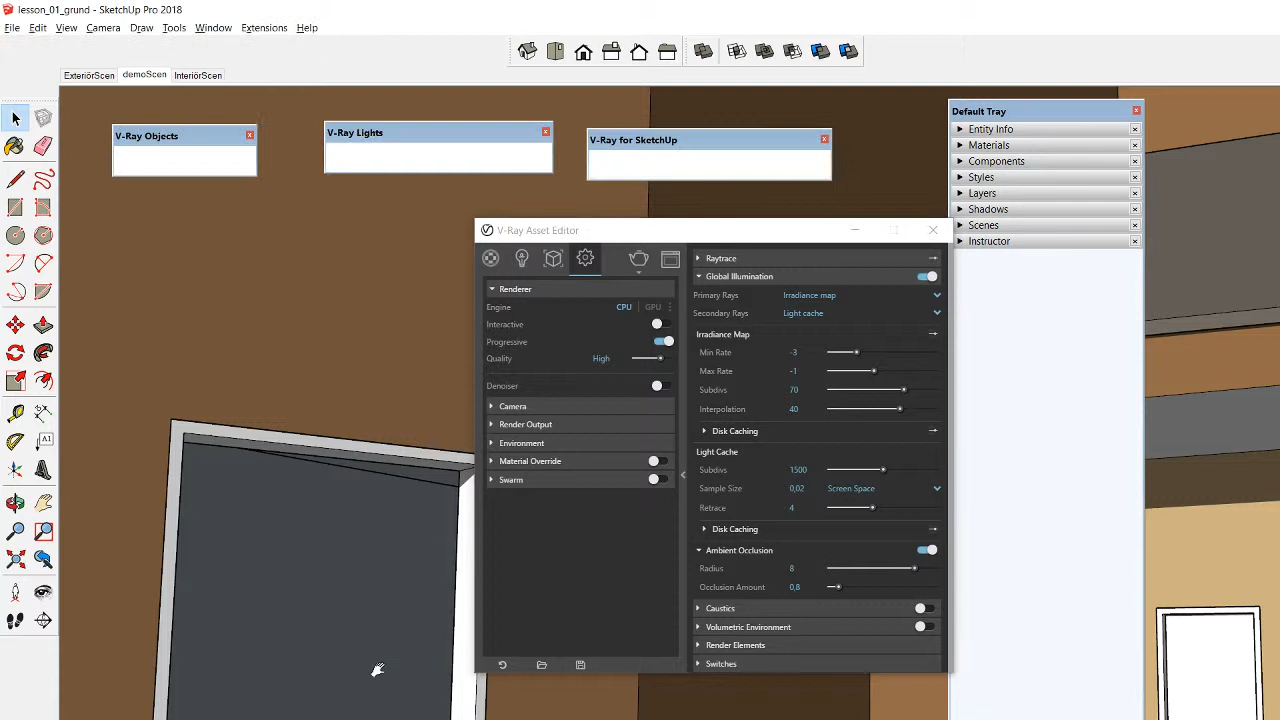 lesson_01_grund - SketchUp Pro 2018
File Edit View Camera Draw Tools Window Extensions Help
ExteriörScen demoScen InteriörScen
V-Ray Objects
V-Ray Lights
V-Ray for SketchUp
Default Tray
Entity Info
Materials
Components
Styles
Layers
Shadows
Scenes
Instructor
V-Ray Asset Editor
Renderer
Engine CPU GPU
Interactive
Progressive
Quality High
Denoiser
Camera
Render Output
Environment
Material Override
Swarm
Raytrace
Global Illumination
Primary Rays Irradiance map
Secondary Rays Light cache
Irradiance Map
Min Rate -3
Max Rate -1
Subdivs 70
Interpolation 40
Disk Caching
Light Cache
Subdivs 1500
Sample Size 0,02 Screen Space
Retrace 4
Disk Caching
Ambient Occlusion
Radius 8
Occlusion Amount 0,8
Caustics
Volumetric Environment
Render Elements
Switches
A1